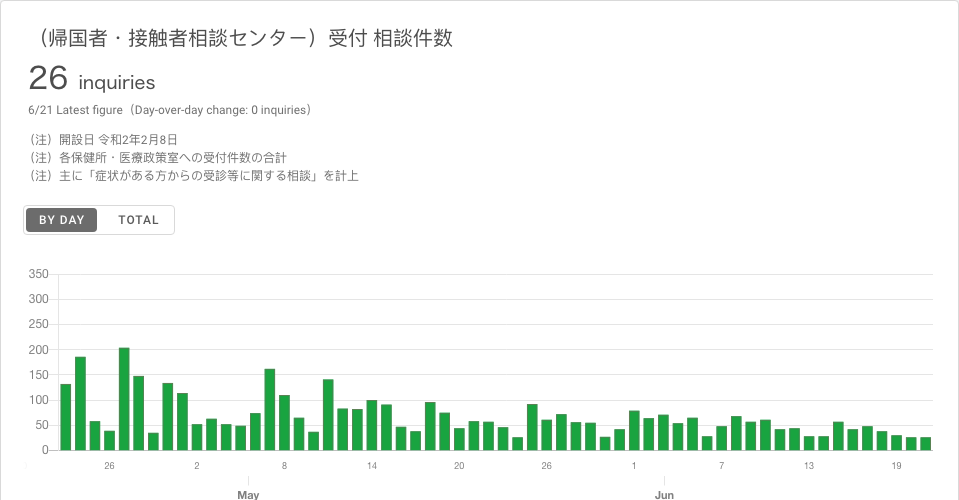 （帰国者・接触者相談センター）受付 相談件数
26 inquiries
6/21 Latest figure（Day-over-day change: 0 inquiries）
（注）開設日 令和2年2月8日
（注）各保健所・医療政策室への受付件数の合計
（注）主に「症状がある方からの受診等に関する相談」を計上
BY DAY TOTAL
350
300
250
200
150
100
50
0
26 2 8 14 20 26 1 7 13 19
May Jun